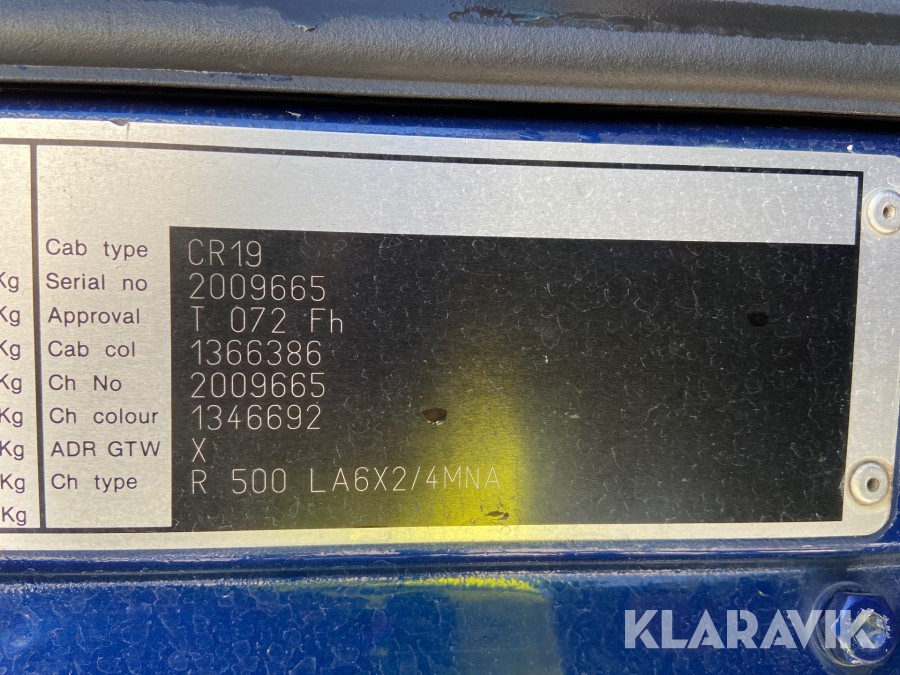 Cab type CR19
Kg Serial no 2009665
Kg Approval T 072 Fh
Kg Cab col 1366386
Kg Ch No 2009665
Kg Ch colour 1346692
Kg ADR GTW X
Kg Ch type R 500 LA6X2/4MNA
Kg
KLARAVIK